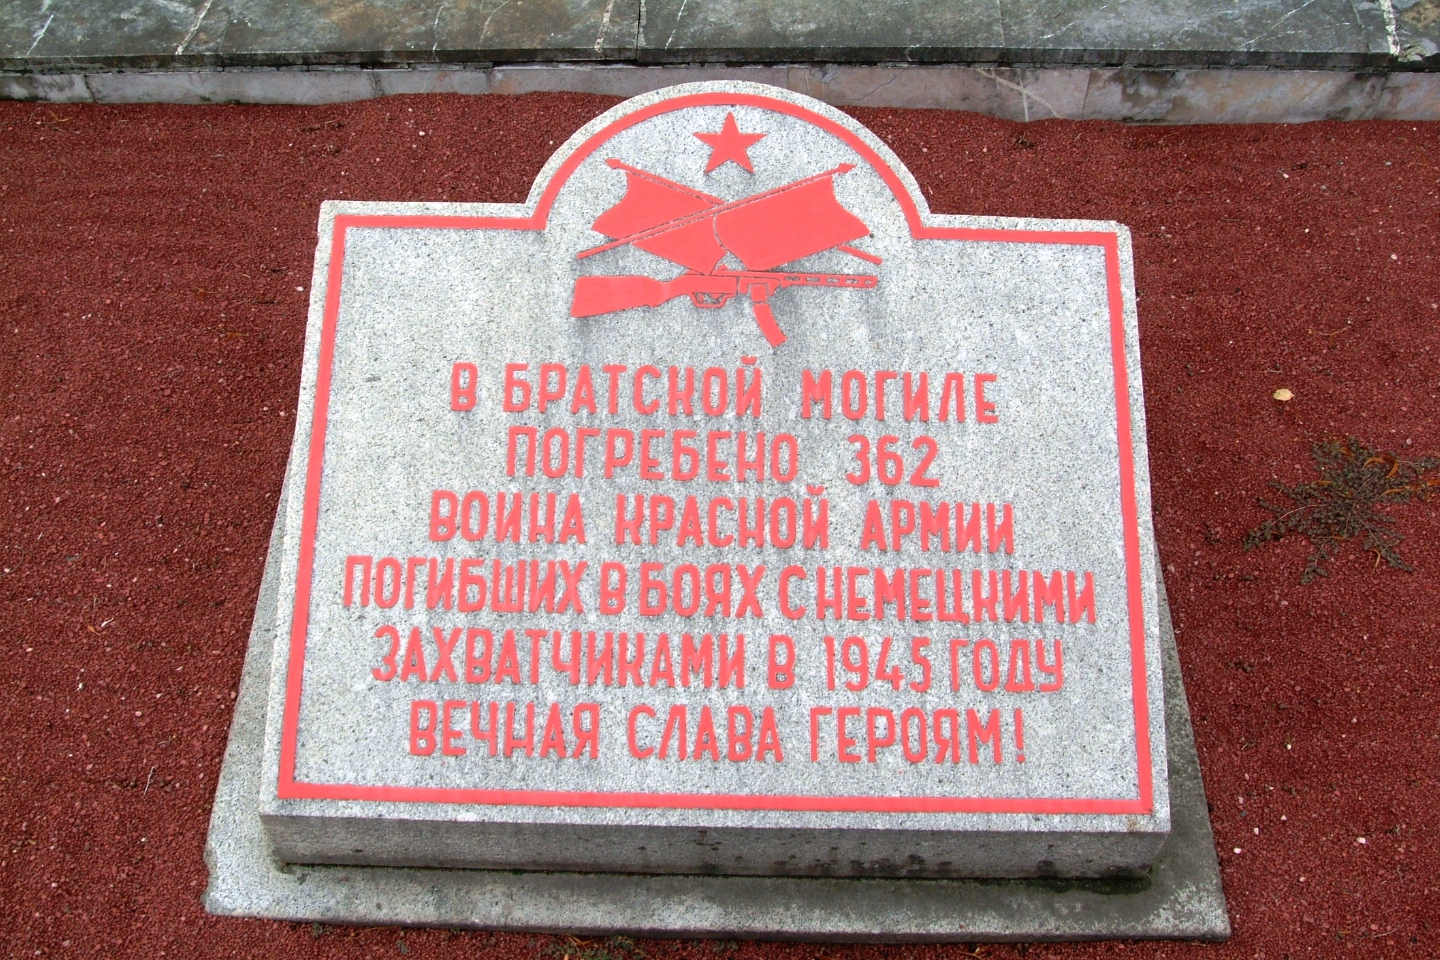 В БРАТСКОЙ МОГИЛЕ
ПОГРЕБЕНО 362
ВОИНА КРАСНОЙ АРМИИ
ПОГИБШИХ В БОЯХ С НЕМЕЦКИМИ
ЗАХВАТЧИКАМИ В 1945 ГОДУ
ВЕЧНАЯ СЛАВА ГЕРОЯМ!